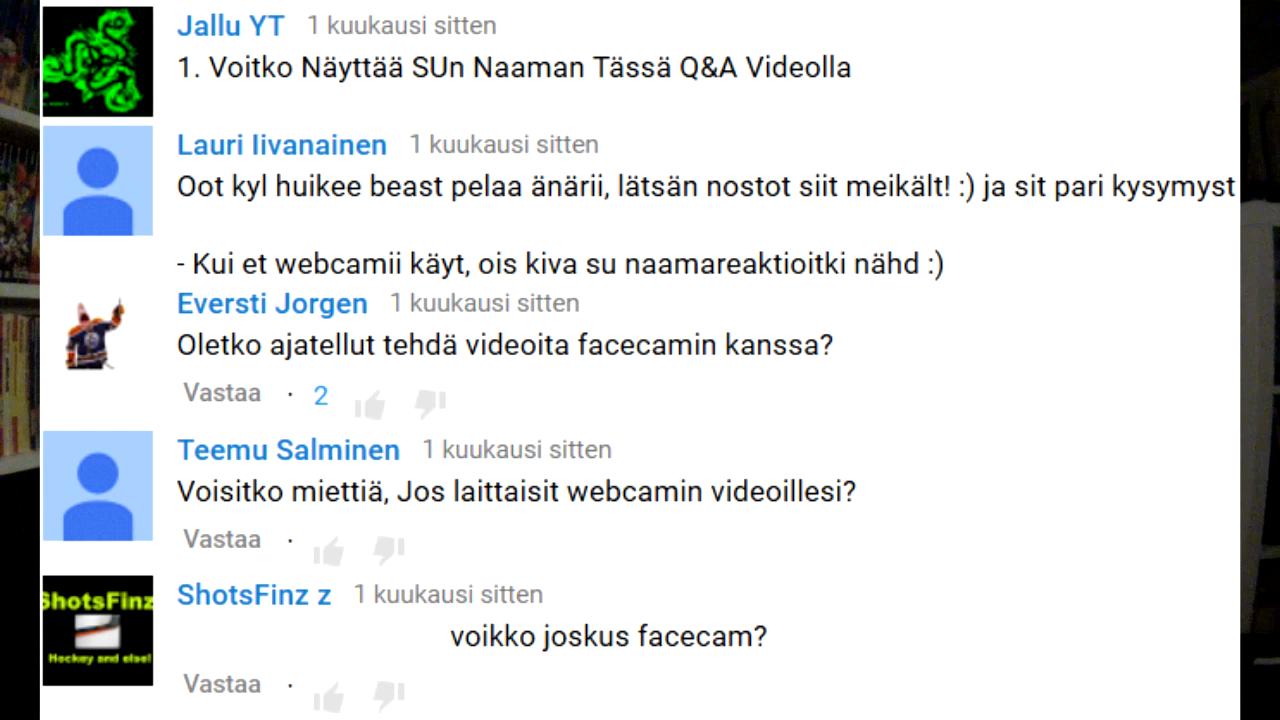 Jallu YT 1 kuukausi sitten
1. Voitko Näyttää SUn Naaman Tässä Q&A Videolla
Lauri Iivanainen 1 kuukausi sitten
Oot kyl huikee beast pelaa änärii, lätsän nostot siit meikält! :) ja sit pari kysymyst
- Kui et webcamii käyt, ois kiva su naamareaktioitki nähd :)
Eversti Jorgen 1 kuukausi sitten
Oletko ajatellut tehdä videoita facecamin kanssa?
Vastaa · 2
Teemu Salminen 1 kuukausi sitten
Voisitko miettiä, Jos laittaisit webcamin videoillesi?
Vastaa ·
ShotsFinz
Hockey and else!
ShotsFinz z 1 kuukausi sitten
voikko joskus facecam?
Vastaa ·